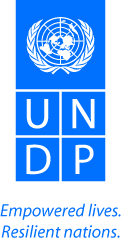 U N
D P
Empowered lives.
Resilient nations.